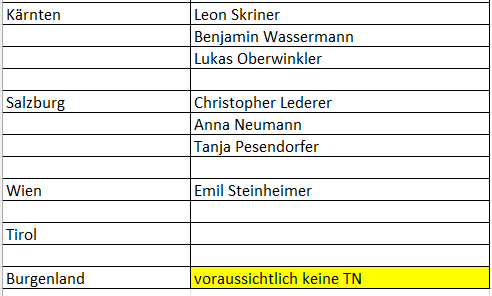 Kärnten Leon Skriner
Benjamin Wassermann
Lukas Oberwinkler
Salzburg Christopher Lederer
Anna Neumann
Tanja Pesendorfer
Wien Emil Steinheimer
Tirol
Burgenland voraussichtlich keine TN